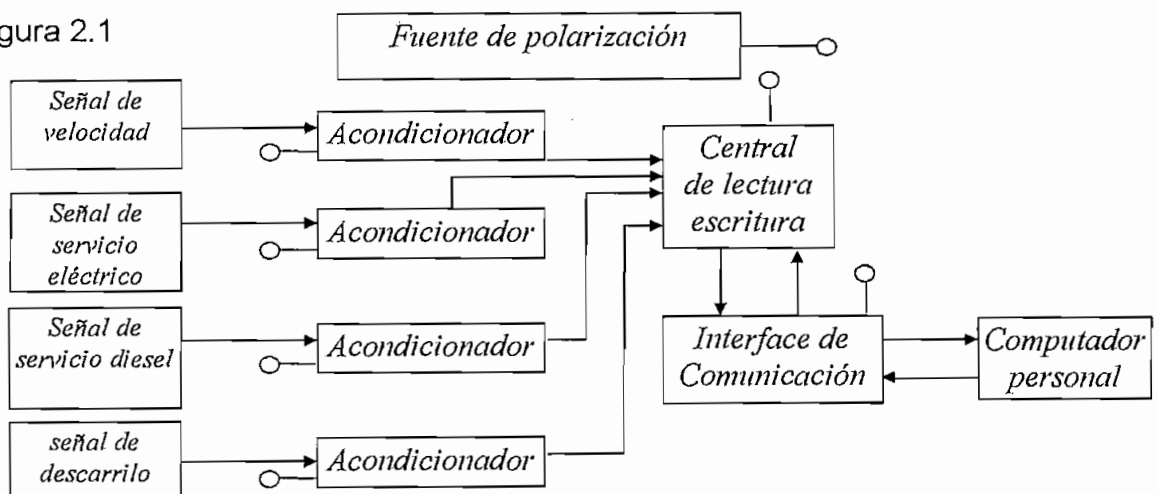 gura 2.1
Fuente de polarización
Señal de
velocidad
Acondicionador
Central
de lectura
escritura
Señal de
servicio
eléctrico
Acondicionador
Señal de
servicio diesel
Acondicionador
Interface de
Comunicación
Computador
personal
señal de
descarrilo
Acondicionador